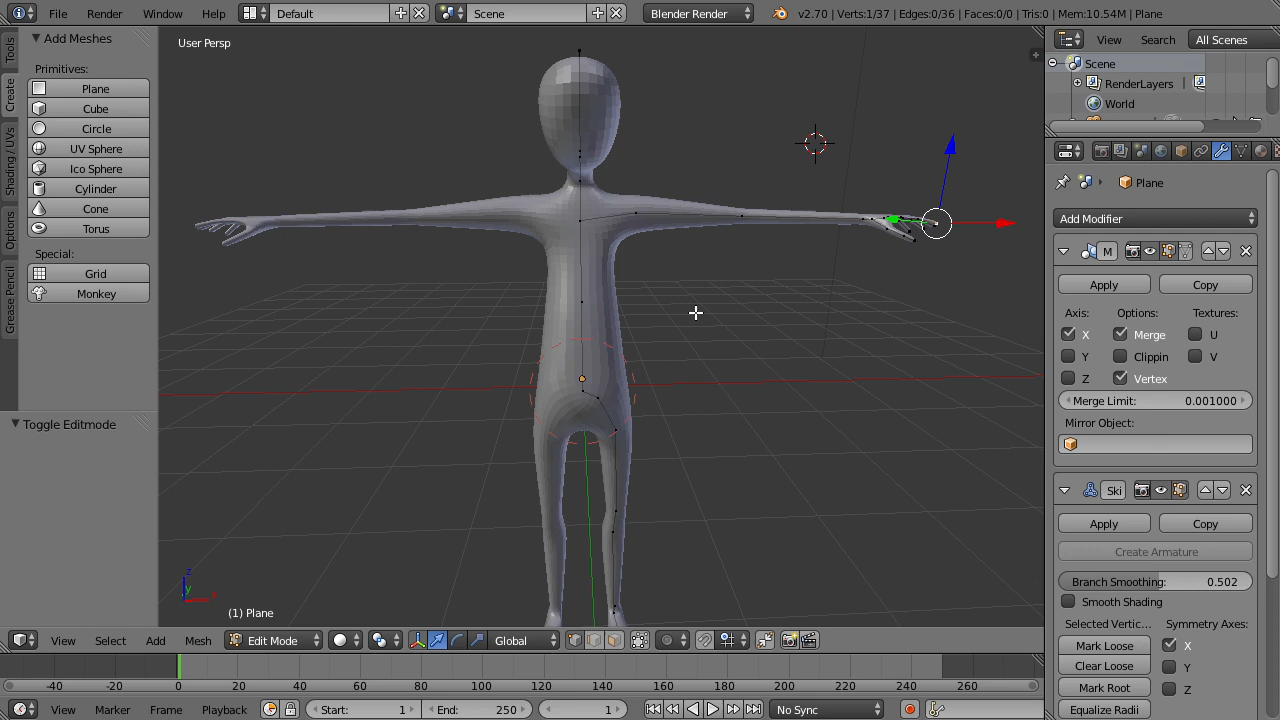 File Render Window Help Default Scene Blender Render v2.70 | Verts:1/37 | Edges:0/36 | Faces:0/0 | Tris:0 | Mem:10.54M | Plane
Tools
Create
Shading / UVs
Options
Grease Pencil
Add Meshes
Primitives:
Plane
Cube
Circle
UV Sphere
Ico Sphere
Cylinder
Cone
Torus
Special:
Grid
Monkey
Toggle Editmode
User Persp
z
y
x
(1) Plane
View Select Add Mesh Edit Mode Global
-40 -20 0 20 40 60 80 100 120 140 160 180 200 220 240 260
View Marker Frame Playback Start: 1 End: 250 1 No Sync
View Search All Scenes
Scene
RenderLayers
World
Plane
Add Modifier
M
Apply Copy
Axis: Options: Textures:
X Merge U
Y Clippin V
Z Vertex
Merge Limit: 0.001000
Mirror Object:
Ski
Apply Copy
Create Armature
Branch Smoothing: 0.502
Smooth Shading
Selected Vertic... Symmetry Axes:
Mark Loose X
Clear Loose Y
Mark Root Z
Equalize Radii